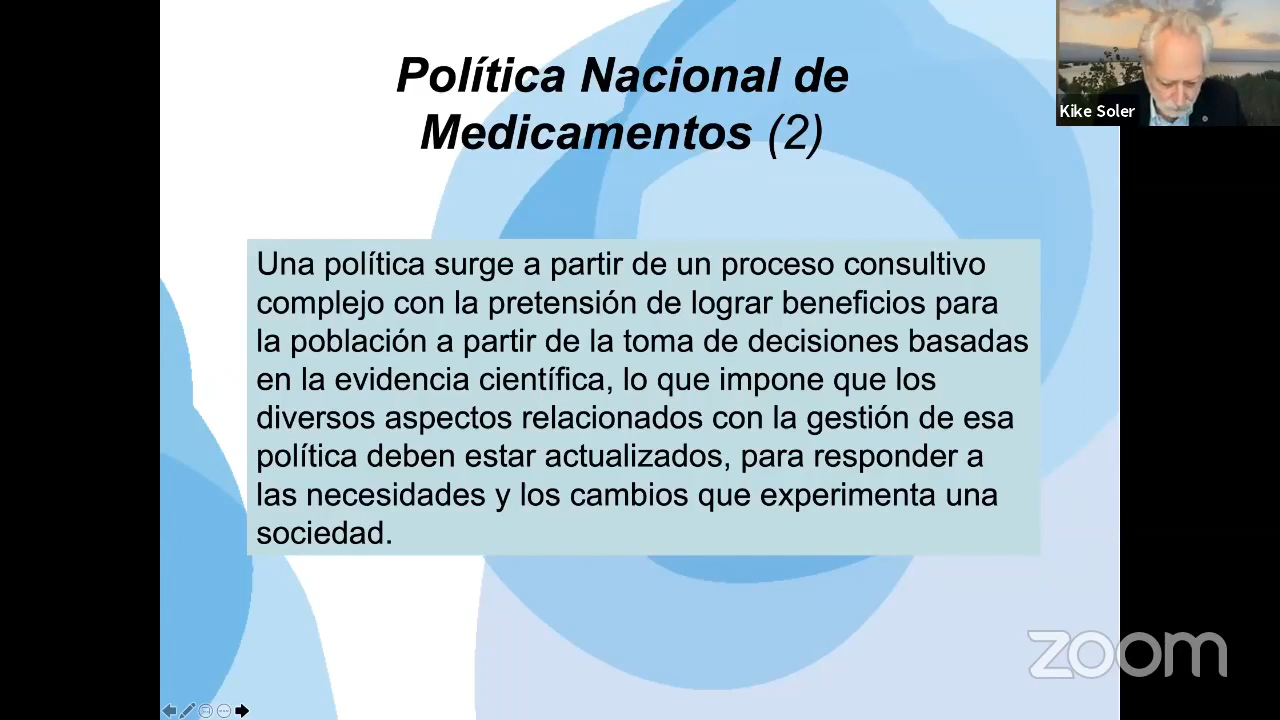 Política Nacional de
Medicamentos (2)
Kike Soler
Una política surge a partir de un proceso consultivo
complejo con la pretensión de lograr beneficios para
la población a partir de la toma de decisiones basadas
en la evidencia científica, lo que impone que los
diversos aspectos relacionados con la gestión de esa
política deben estar actualizados, para responder a
las necesidades y los cambios que experimenta una
sociedad.
zoom